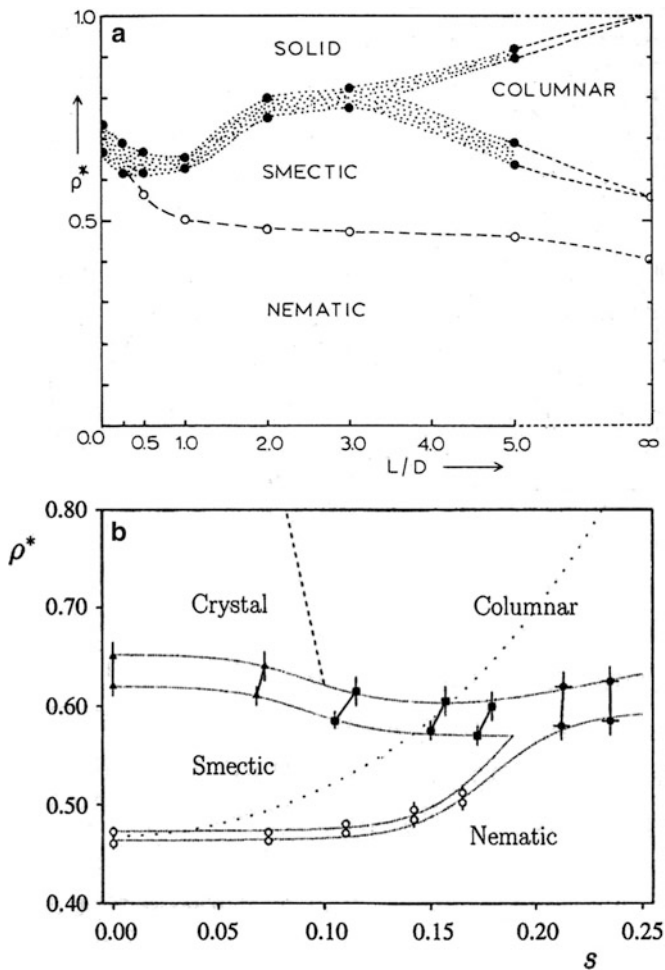 a
1.0
SOLID
COLUMNAR
ρ*
SMECTIC
0.5
NEMATIC
0.0 0.5 1.0 2.0 3.0 4.0 5.0 ∞
L/D
b
0.80
ρ*
Crystal
Columnar
0.70
0.60
Smectic
0.50
Nematic
0.40
0.00 0.05 0.10 0.15 0.20 0.25
s